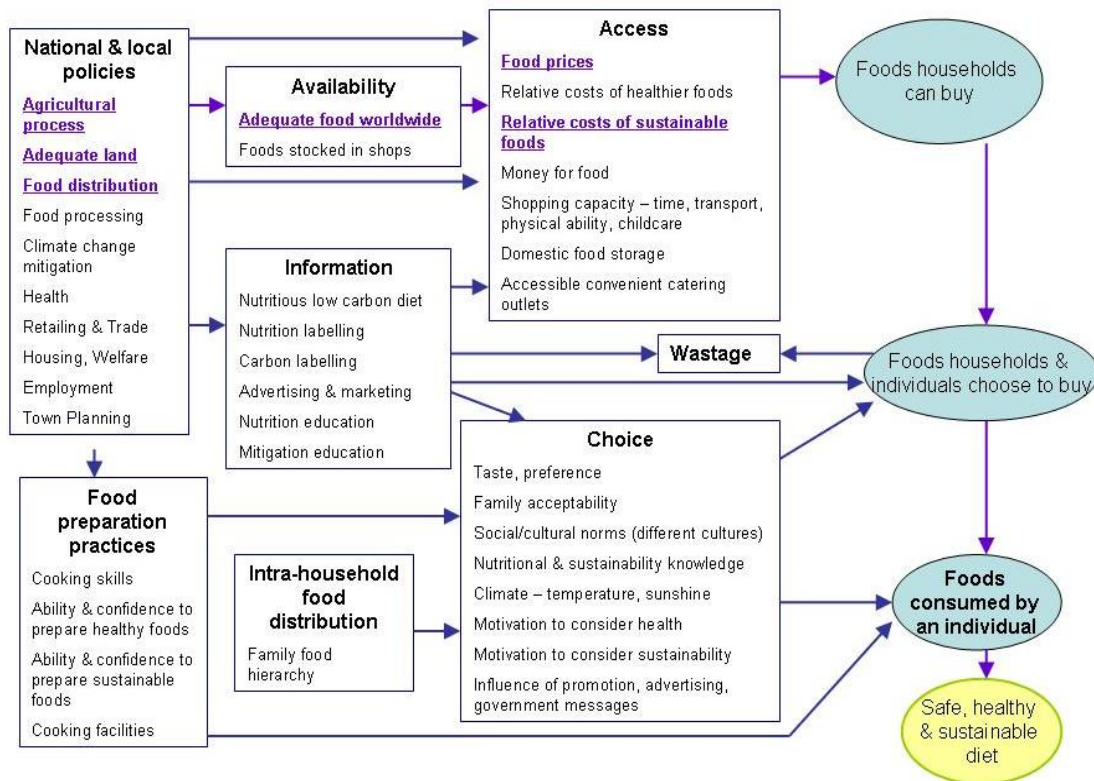 National & local
policies
Agricultural
process
Adequate land
Food distribution
Food processing
Climate change
mitigation
Health
Retailing & Trade
Housing, Welfare
Employment
Town Planning
Availability
Adequate food worldwide
Foods stocked in shops
Access
Food prices
Relative costs of healthier foods
Relative costs of sustainable
foods
Money for food
Shopping capacity – time, transport,
physical ability, childcare
Domestic food storage
Accessible convenient catering
outlets
Foods households
can buy
Information
Nutritious low carbon diet
Nutrition labelling
Carbon labelling
Advertising & marketing
Nutrition education
Mitigation education
Wastage
Foods households &
individuals choose to buy
Food
preparation
practices
Cooking skills
Ability & confidence to
prepare healthy foods
Ability & confidence to
prepare sustainable
foods
Cooking facilities
Intra-household
food
distribution
Family food
hierarchy
Choice
Taste, preference
Family acceptability
Social/cultural norms (different cultures)
Nutritional & sustainability knowledge
Climate – temperature, sunshine
Motivation to consider health
Motivation to consider sustainability
Influence of promotion, advertising,
government messages
Foods
consumed by
an individual
Safe, healthy
& sustainable
diet